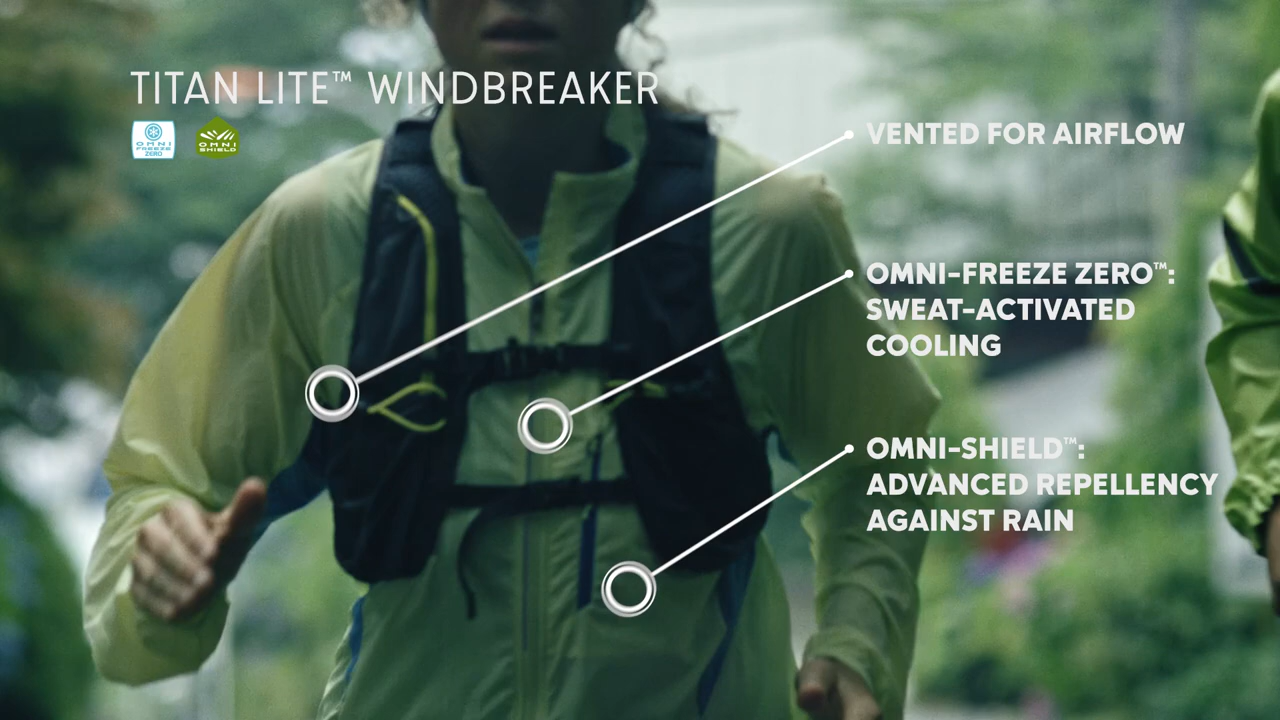 TITAN LITE™ WINDBREAKER
OMNI
FREEZE
ZERO
OMNI
SHIELD
VENTED FOR AIRFLOW
OMNI-FREEZE ZERO™:
SWEAT-ACTIVATED
COOLING
OMNI-SHIELD™:
ADVANCED REPELLENCY
AGAINST RAIN